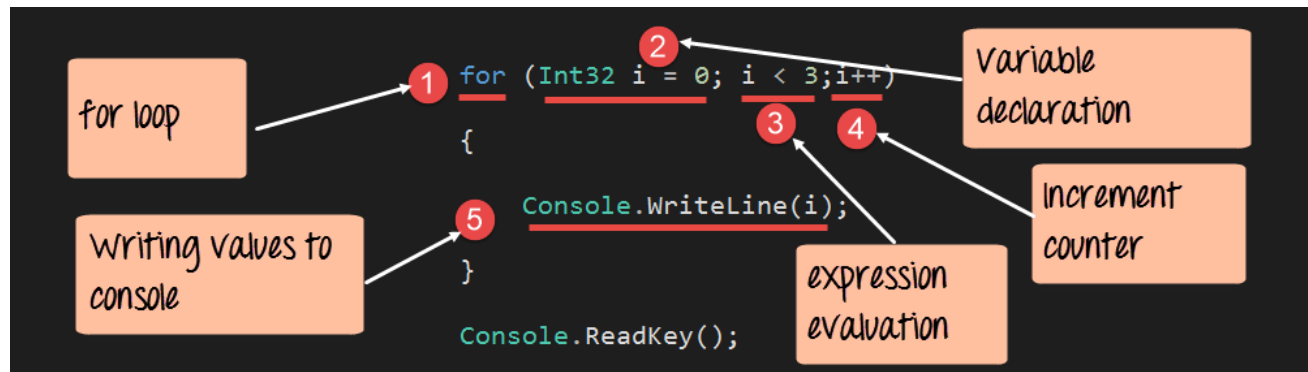 for loop
1
for (Int32 i = 0; i < 3;i++)
2
Variable
declaration
3
4
{
5
Console.WriteLine(i);
Increment
counter
Writing values to
console
}
expression
evaluation
Console.ReadKey();